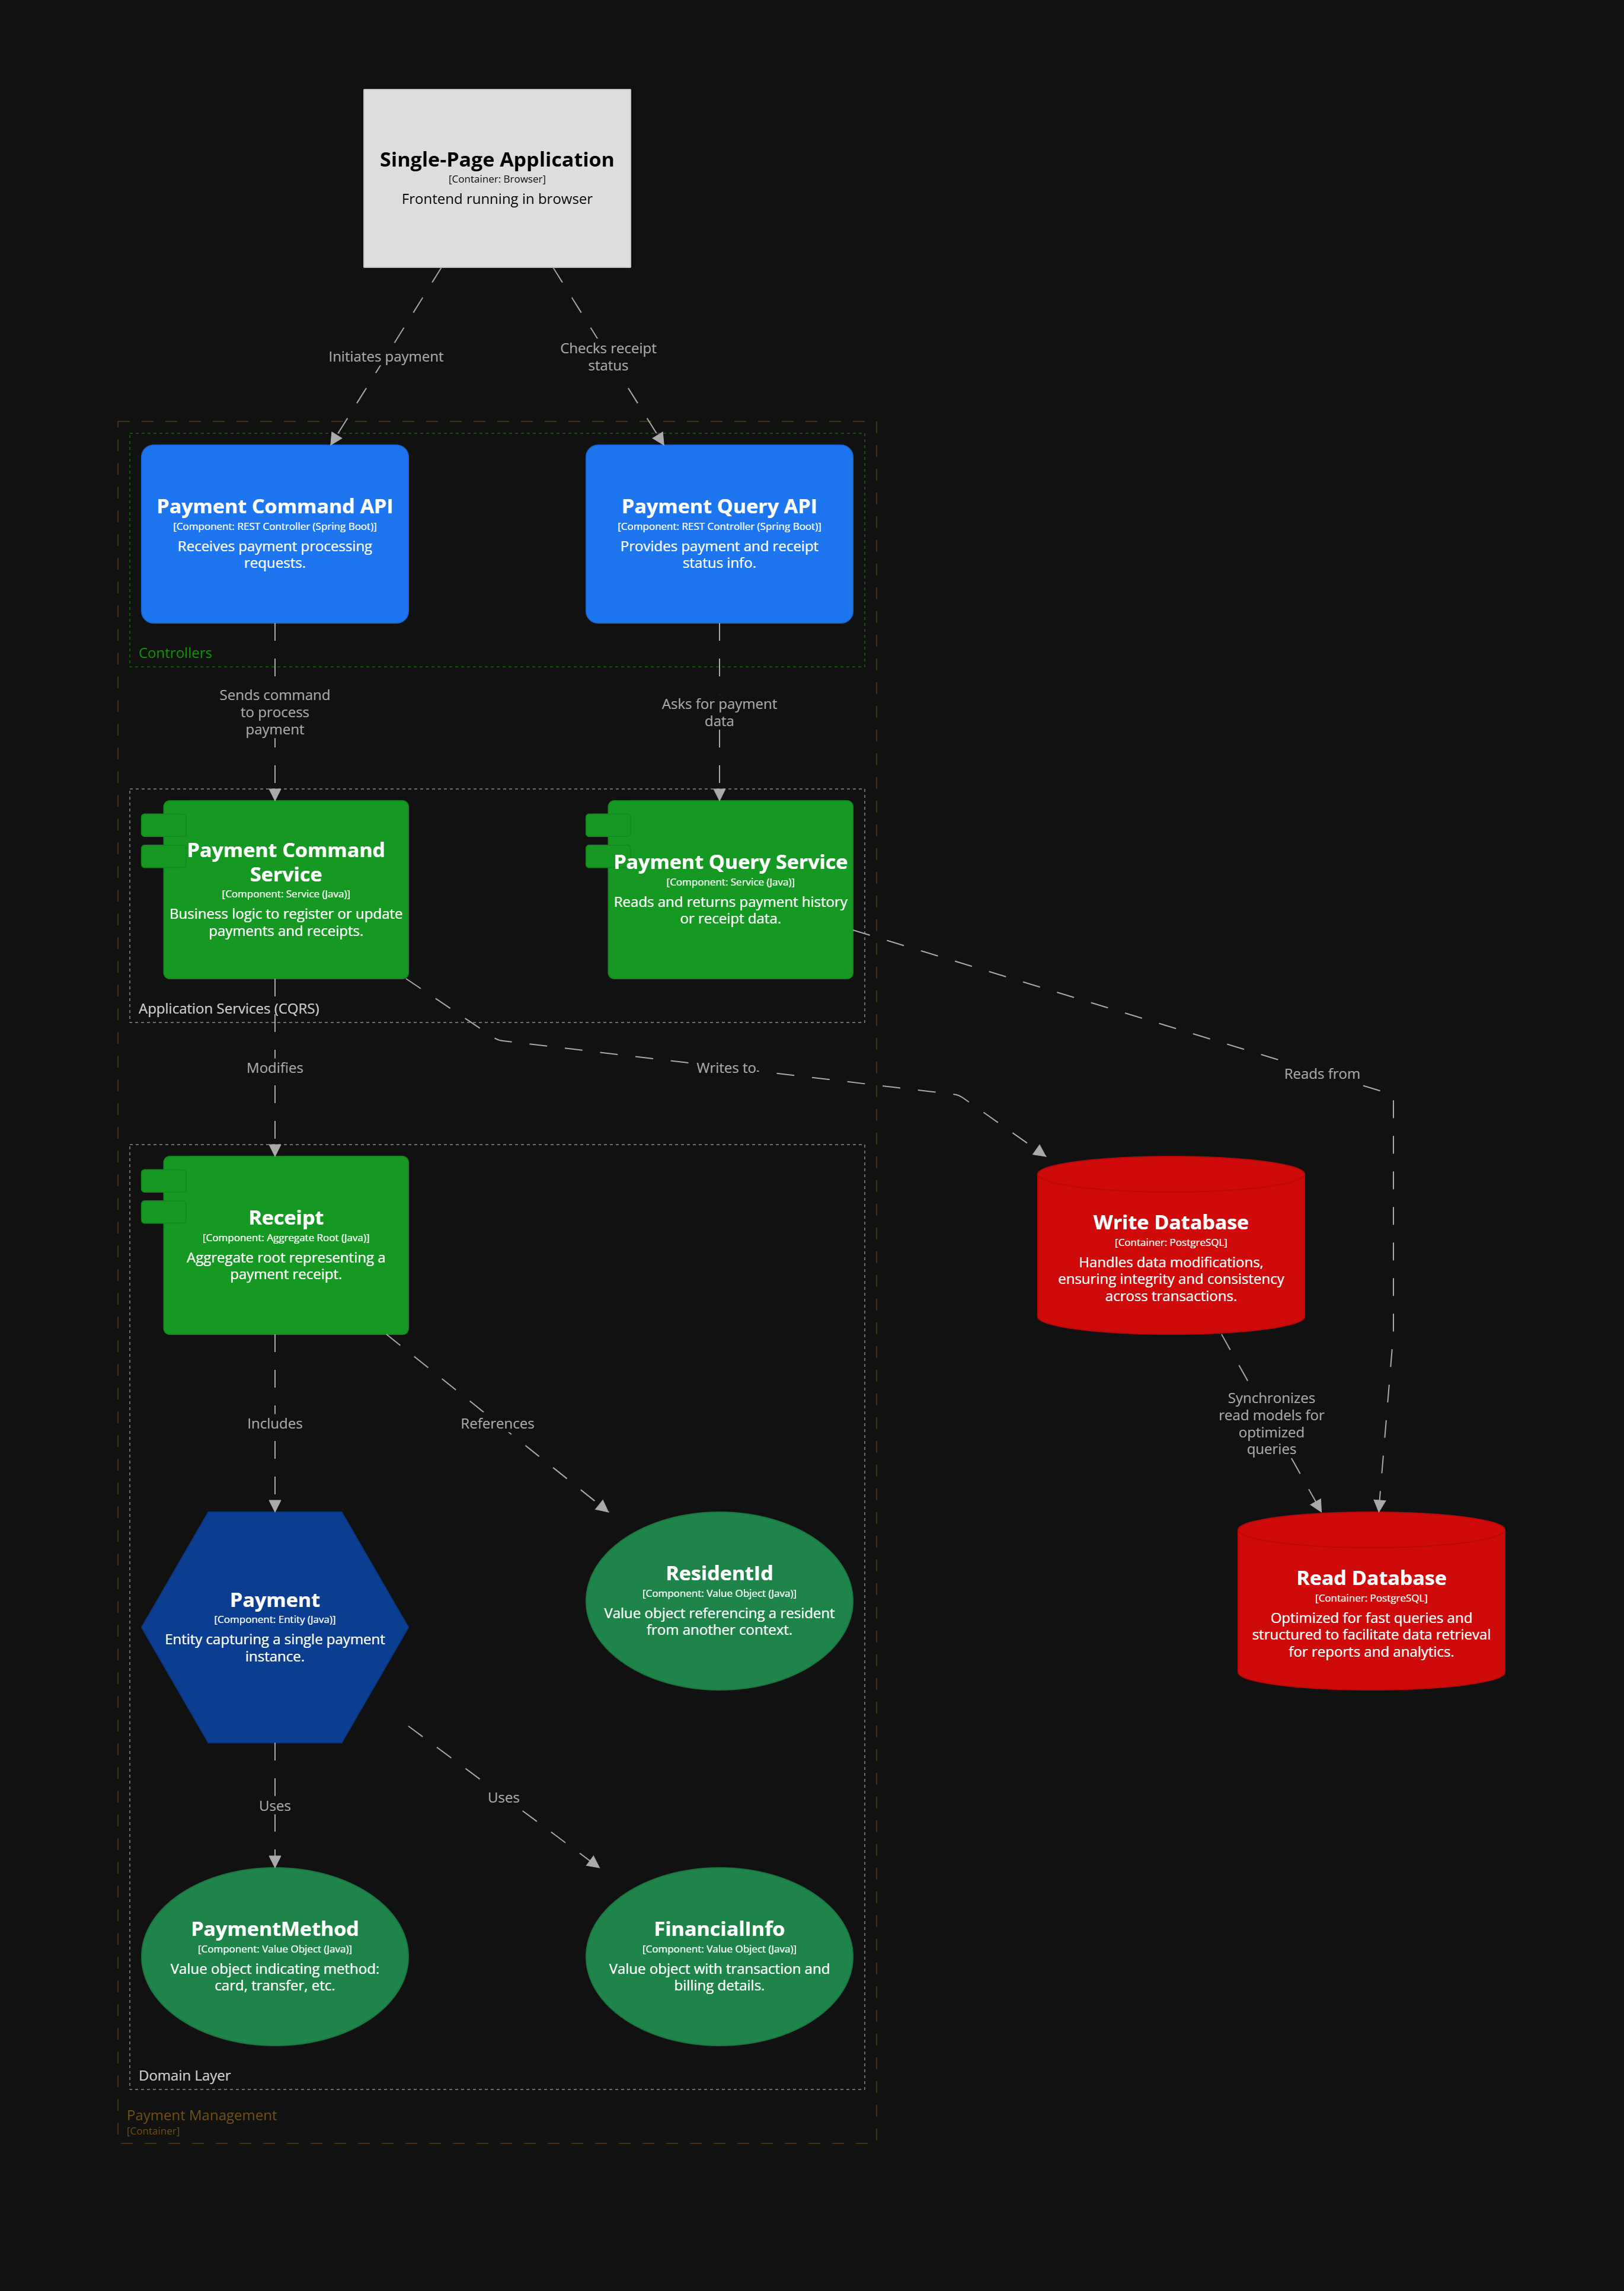 Single-Page Application
[Container: Browser]
Frontend running in browser
Initiates payment
Checks receipt
status
Payment Command API
[Component: REST Controller (Spring Boot)]
Receives payment processing
requests.
Payment Query API
[Component: REST Controller (Spring Boot)]
Provides payment and receipt
status info.
Controllers
Sends command
to process
payment
Asks for payment
data
Payment Command
Service
[Component: Service (Java)]
Business logic to register or update
payments and receipts.
Payment Query Service
[Component: Service (Java)]
Reads and returns payment history
or receipt data.
Application Services (CQRS)
Modifies
Writes to
Reads from
Receipt
[Component: Aggregate Root (Java)]
Aggregate root representing a
payment receipt.
Write Database
[Container: PostgreSQL]
Handles data modifications,
ensuring integrity and consistency
across transactions.
Includes
References
Synchronizes
read models for
optimized
queries
Payment
[Component: Entity (Java)]
Entity capturing a single payment
instance.
ResidentId
[Component: Value Object (Java)]
Value object referencing a resident
from another context.
Read Database
[Container: PostgreSQL]
Optimized for fast queries and
structured to facilitate data retrieval
for reports and analytics.
Uses
Uses
PaymentMethod
[Component: Value Object (Java)]
Value object indicating method:
card, transfer, etc.
FinancialInfo
[Component: Value Object (Java)]
Value object with transaction and
billing details.
Domain Layer
Payment Management
[Container]